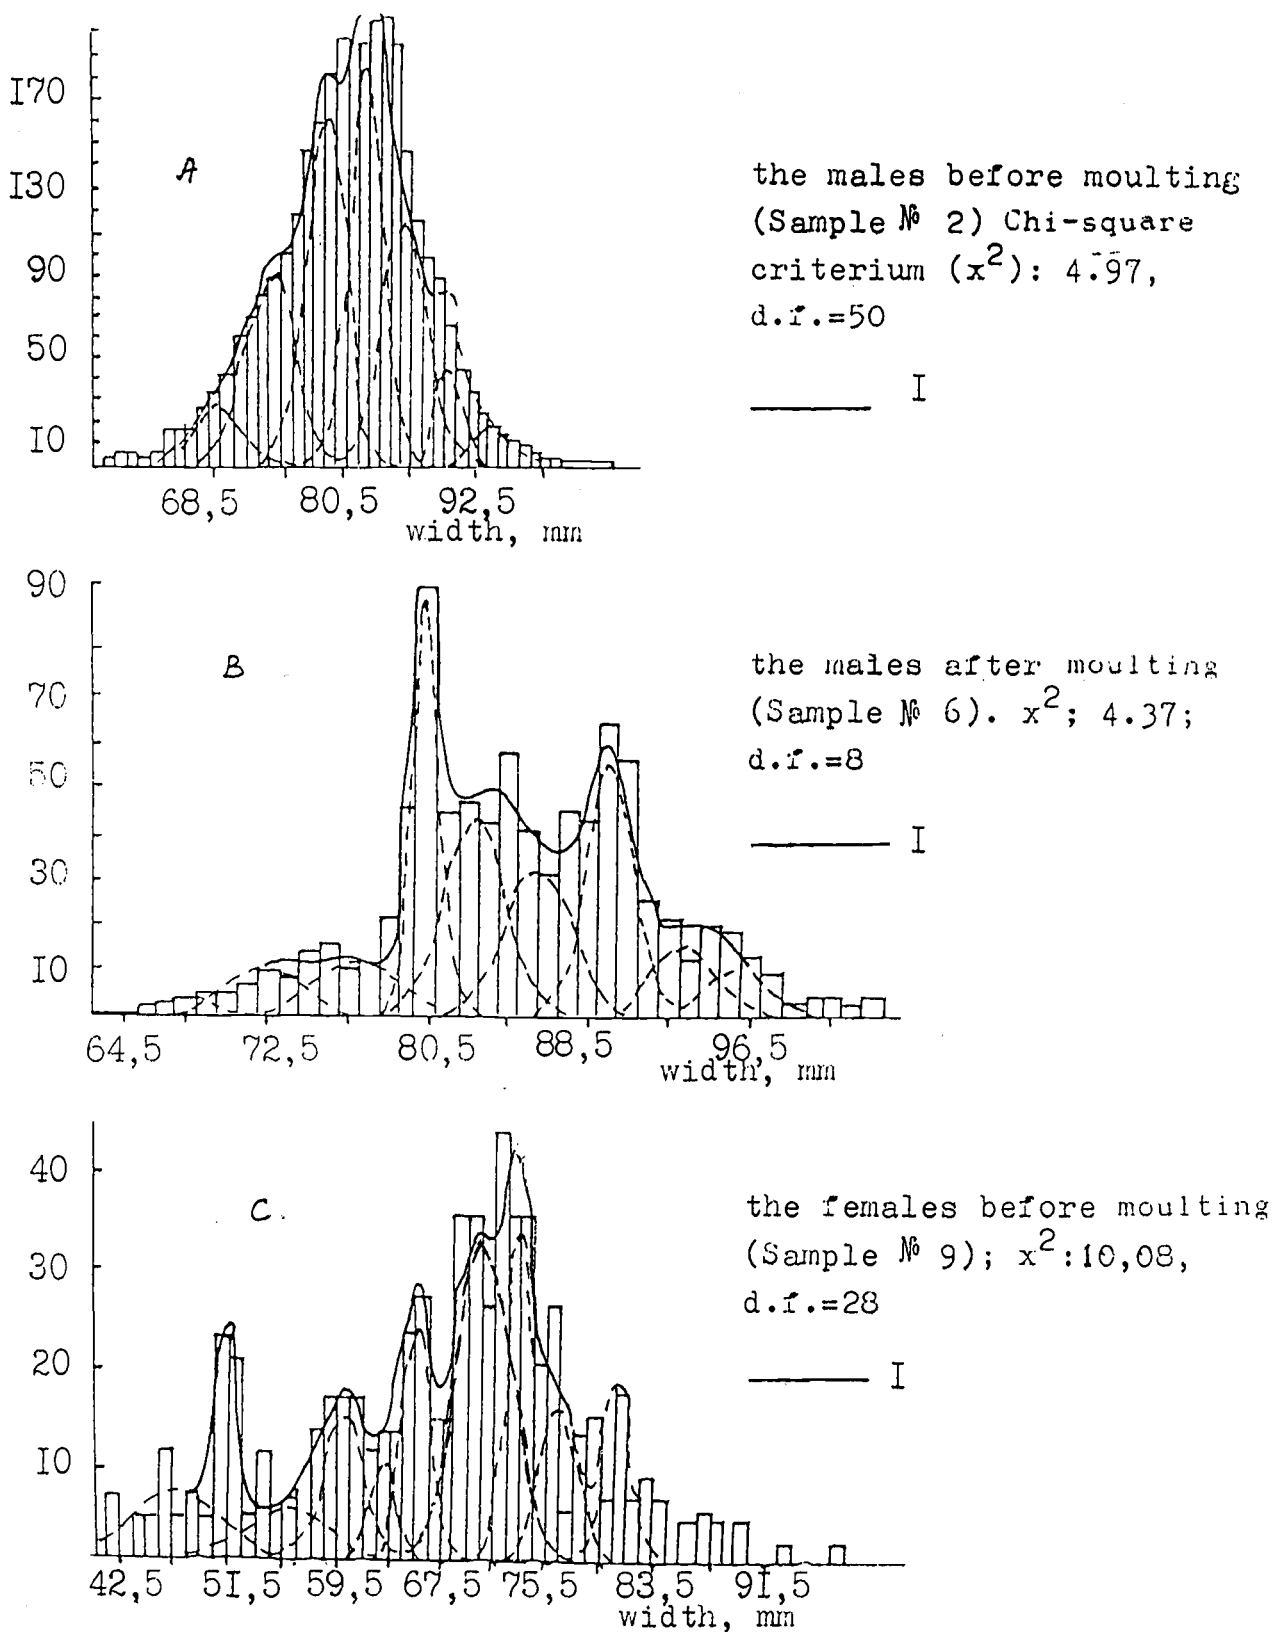 I70
I30
90
50
I0
A
68,5 80,5 92,5
width, mm
the males before moulting
(Sample № 2) Chi-square
criterium (x²): 4.97,
d.f.=50
I
90
70
50
30
I0
B
64,5 72,5 80,5 88,5 96,5
width, mm
the males after moulting
(Sample № 6). x²; 4.37;
d.f.=8
I
40
30
20
I0
C.
42,5 5I,5 59,5 67,5 75,5 83,5 9I,5
width, mm
the females before moulting
(Sample № 9); x²:10,08,
d.f.=28
I